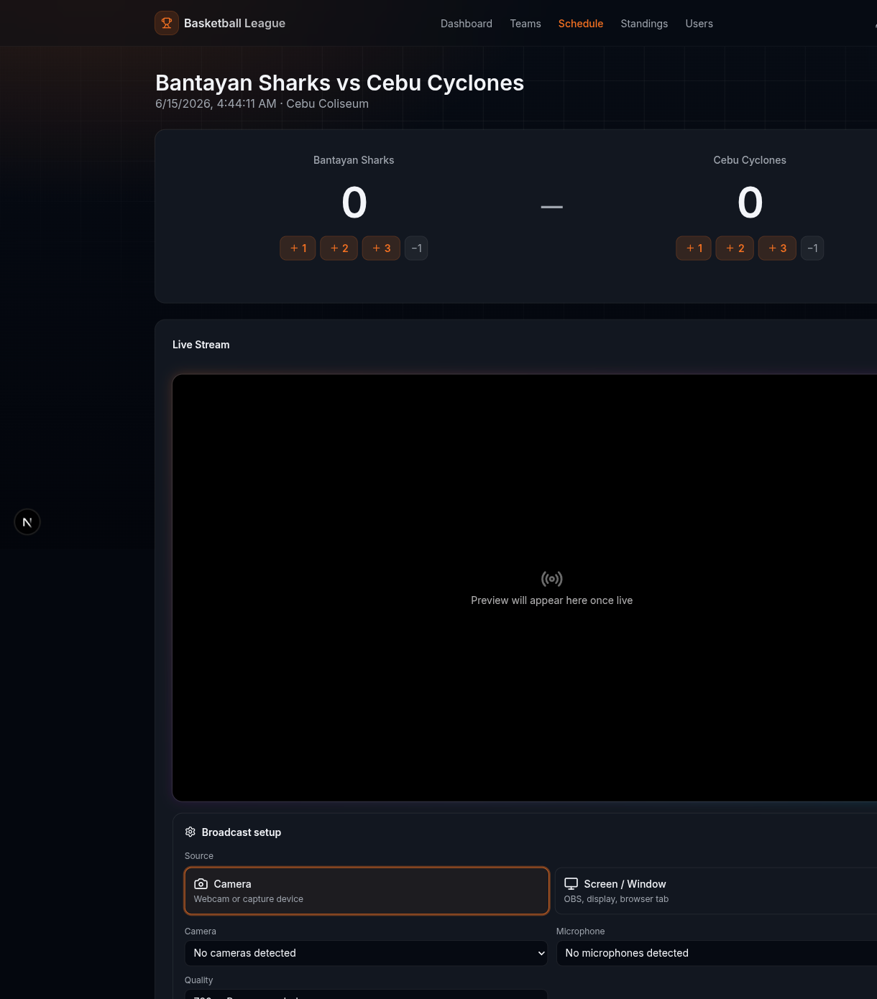 Basketball League
Dashboard Teams Schedule Standings Users
Bantayan Sharks vs Cebu Cyclones
6/15/2026, 4:44:11 AM · Cebu Coliseum
Bantayan Sharks
0
+ 1 + 2 + 3 −1
—
Cebu Cyclones
0
+ 1 + 2 + 3 −1
Live Stream
Preview will appear here once live
N
Broadcast setup
Source
Camera
Webcam or capture device
Screen / Window
OBS, display, browser tab
Camera
No cameras detected
Microphone
No microphones detected
Quality